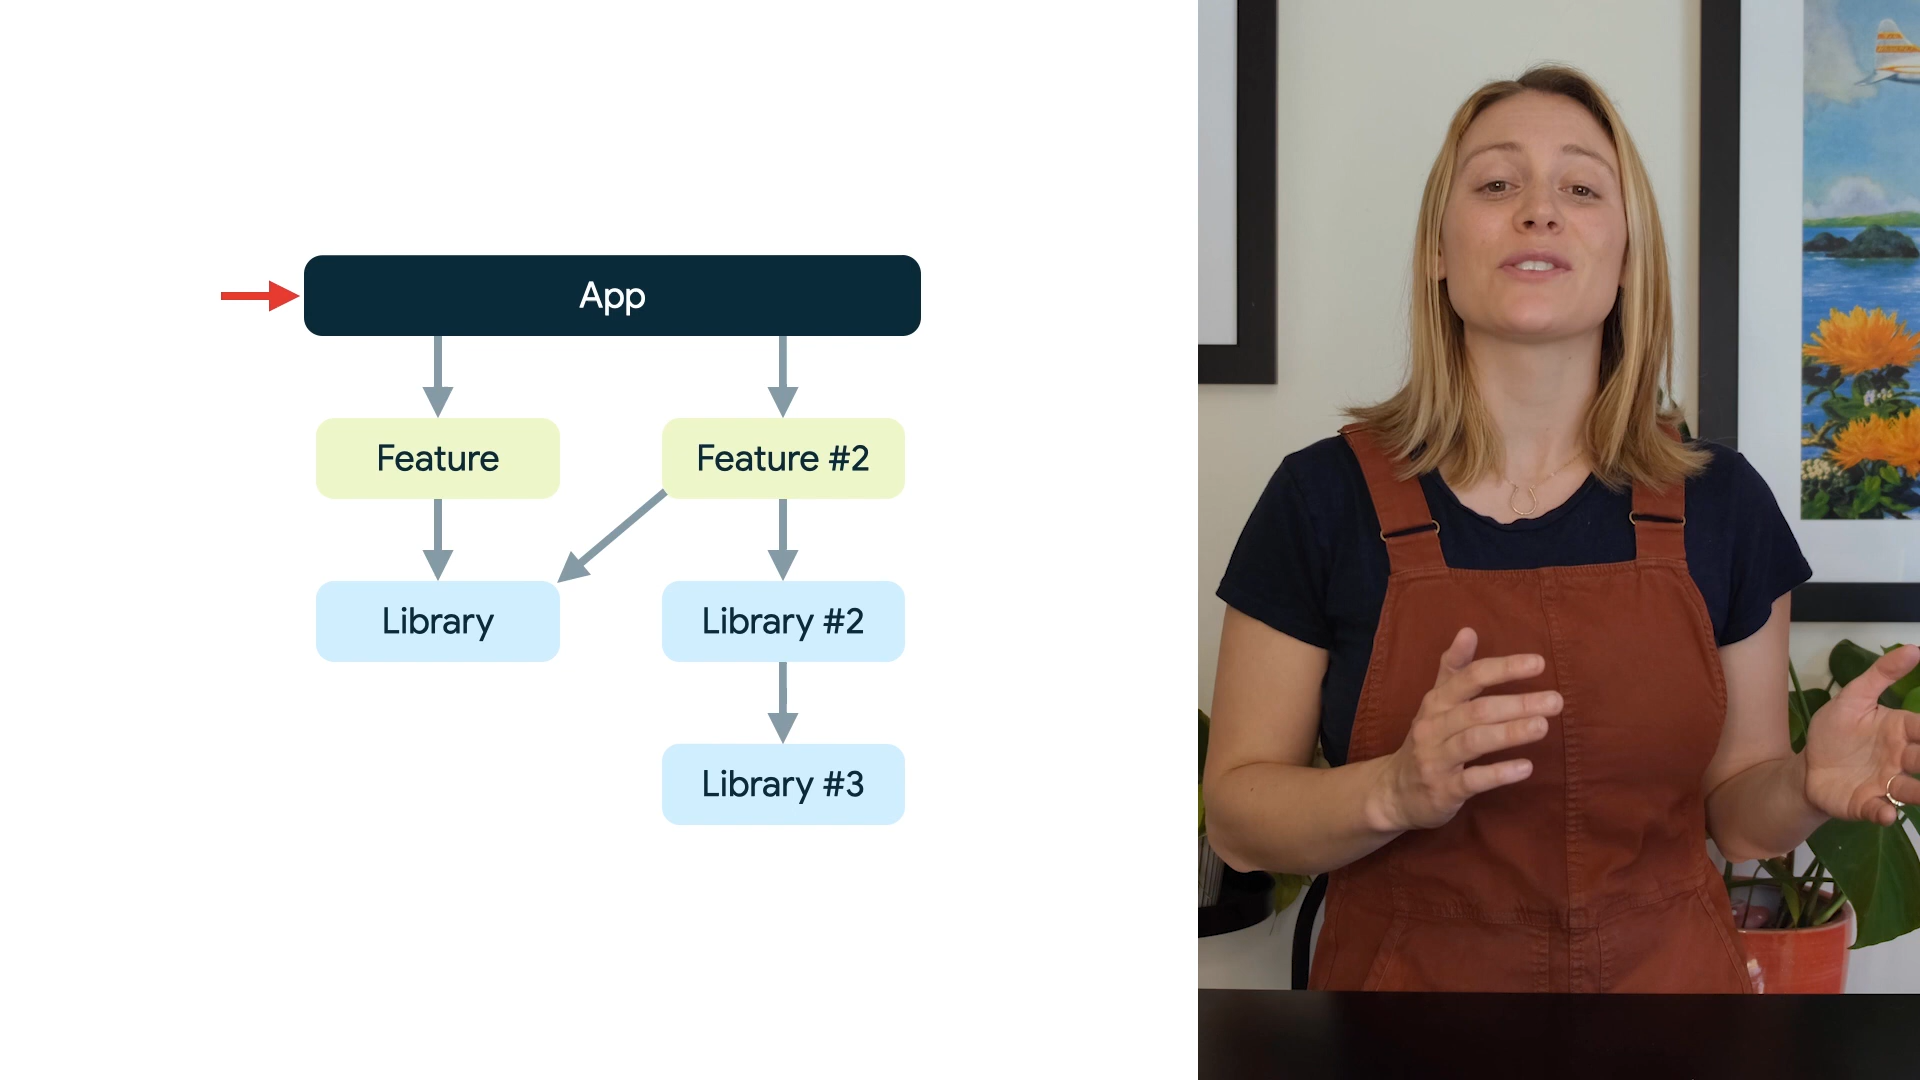 App
Feature
Feature #2
Library
Library #2
Library #3